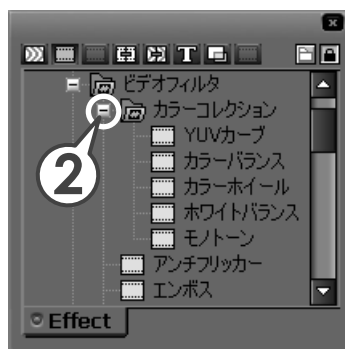 T
ビデオフィルタ
カラーコレクション
YUVカーブ
カラーバランス
カラーホイール
ホワイトバランス
モノトーン
アンチフリッカー
エンボス
2
Effect